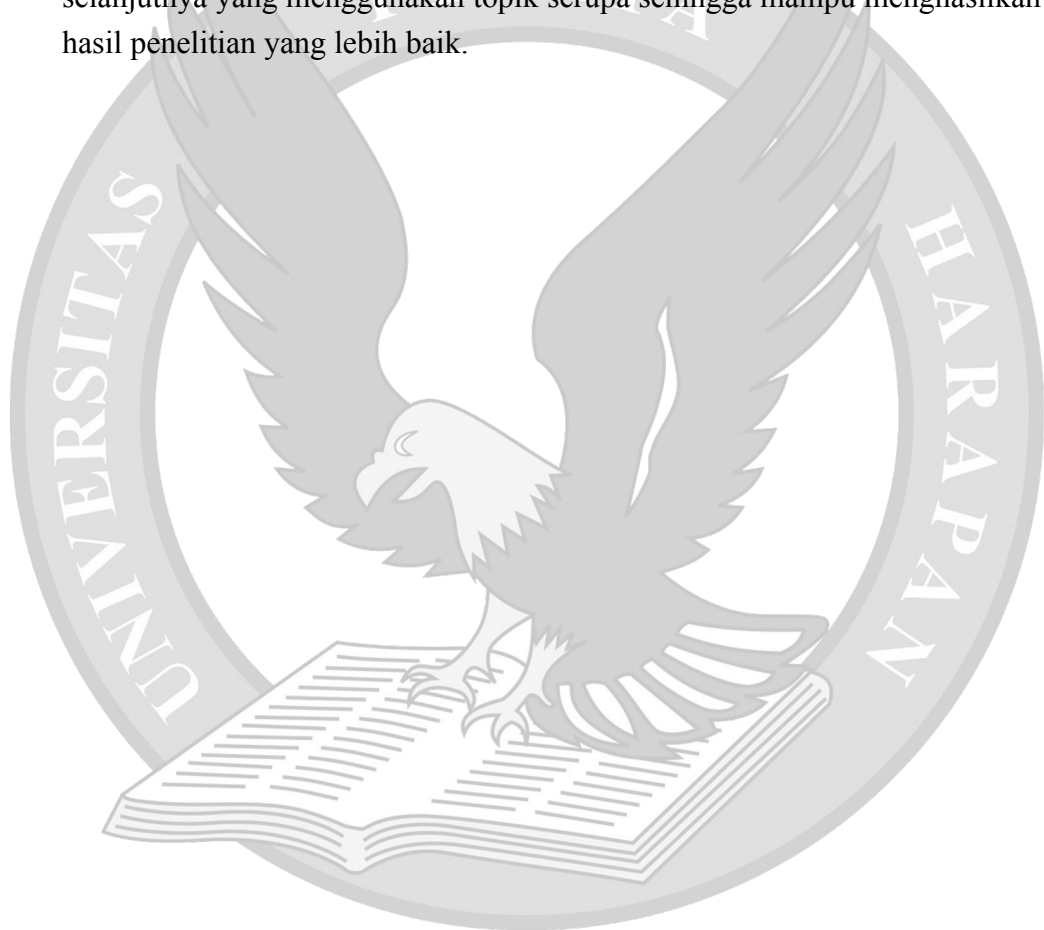 selanjutnya yang menggunakan topik serupa sehingga mampu menghasilkan
hasil penelitian yang lebih baik.
UNIVERSITAS
HARAPAN